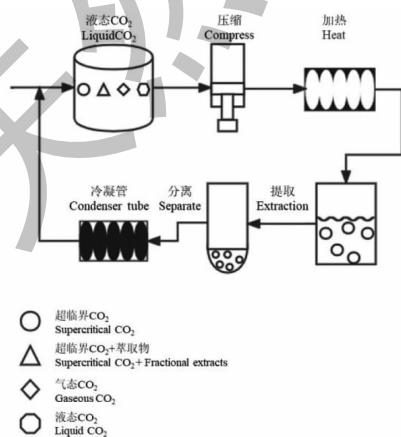 液态CO₂
LiquidCO₂
压缩
Compress
加热
Heat
冷凝管
Condenser tube
分离
Separate
提取
Extraction
超临界CO₂
Supercritical CO₂
超临界CO₂+萃取物
Supercritical CO₂+ Fractional extracts
气态CO₂
Gaseous CO₂
液态CO₂
Liquid CO₂